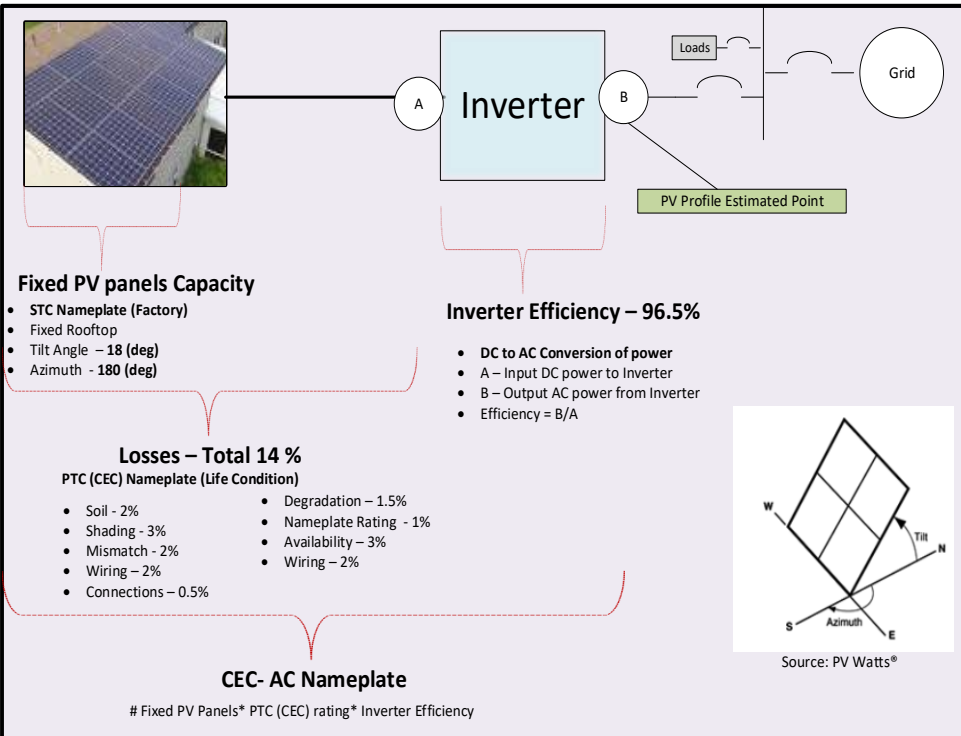 Loads
Grid
A
Inverter
B
PV Profile Estimated Point
Fixed PV panels Capacity
• STC Nameplate (Factory)
• Fixed Rooftop
• Tilt Angle – 18 (deg)
• Azimuth - 180 (deg)
Inverter Efficiency – 96.5%
• DC to AC Conversion of power
• A – Input DC power to Inverter
• B – Output AC power from Inverter
• Efficiency = B/A
Losses – Total 14 %
PTC (CEC) Nameplate (Life Condition)
• Soil - 2%
• Shading - 3%
• Mismatch - 2%
• Wiring – 2%
• Connections – 0.5%
• Degradation – 1.5%
• Nameplate Rating - 1%
• Availability – 3%
• Wiring – 2%
W
Tilt
N
S
Azimuth
E
Source: PV Watts®
CEC- AC Nameplate
# Fixed PV Panels* PTC (CEC) rating* Inverter Efficiency